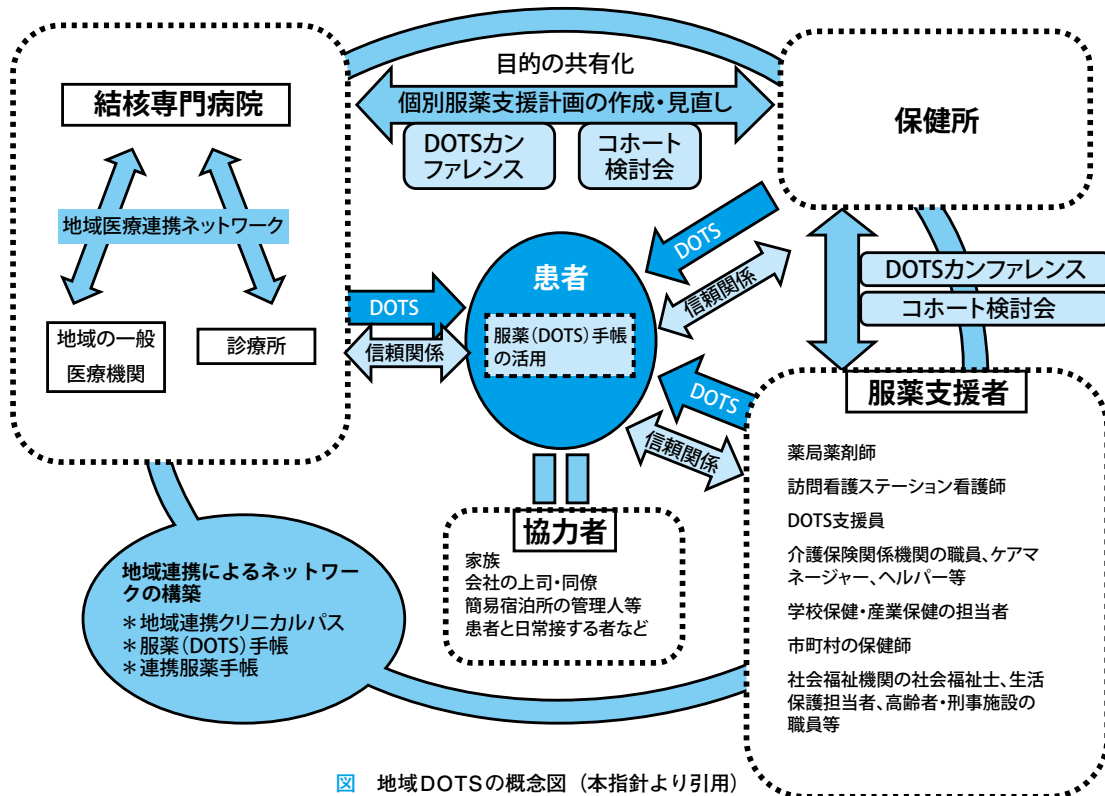 結核専門病院
地域医療連携ネットワーク
地域の一般
医療機関
診療所
目的の共有化
個別服薬支援計画の作成・見直し
DOTSカン
ファレンス
コホート
検討会
保健所
DOTS
信頼関係
DOTSカンファレンス
コホート検討会
DOTS
信頼関係
患者
服薬(DOTS)手帳
の活用
DOTS
信頼関係
服薬支援者
薬局薬剤師
訪問看護ステーション看護師
DOTS支援員
介護保険関係機関の職員、ケアマ
ネージャー、ヘルパー等
学校保健・産業保健の担当者
市町村の保健師
社会福祉機関の社会福祉士、生活
保護担当者、高齢者・刑事施設の
職員等
協力者
家族
会社の上司・同僚
簡易宿泊所の管理人等
患者と日常接する者など
地域連携によるネットワー
クの構築
＊地域連携クリニカルパス
＊服薬(DOTS)手帳
＊連携服薬手帳
図 地域DOTSの概念図（本指針より引用）